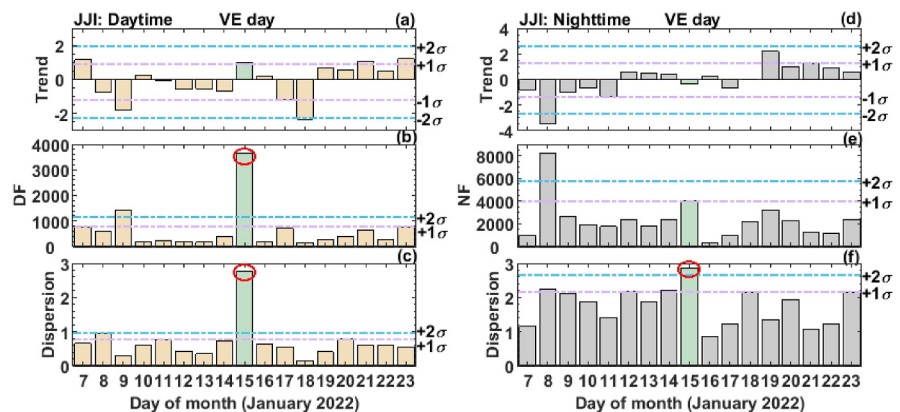 JJI: Daytime VE day (a)
Trend
2
0
-2
+2σ
+1σ
-1σ
-2σ
(b)
DF
4000
3000
2000
1000
0
+2σ
+1σ
(c)
Dispersion
3
2
1
0
+2σ
+1σ
7 8 9 10 11 12 13 14 15 16 17 18 19 20 21 22 23
Day of month (January 2022)
JJI: Nighttime VE day (d)
Trend
4
2
0
-2
-4
+2σ
+1σ
-1σ
-2σ
(e)
NF
8000
6000
4000
2000
0
+2σ
+1σ
(f)
Dispersion
3
2
1
0
+2σ
+1σ
7 8 9 10 11 12 13 14 15 16 17 18 19 20 21 22 23
Day of month (January 2022)